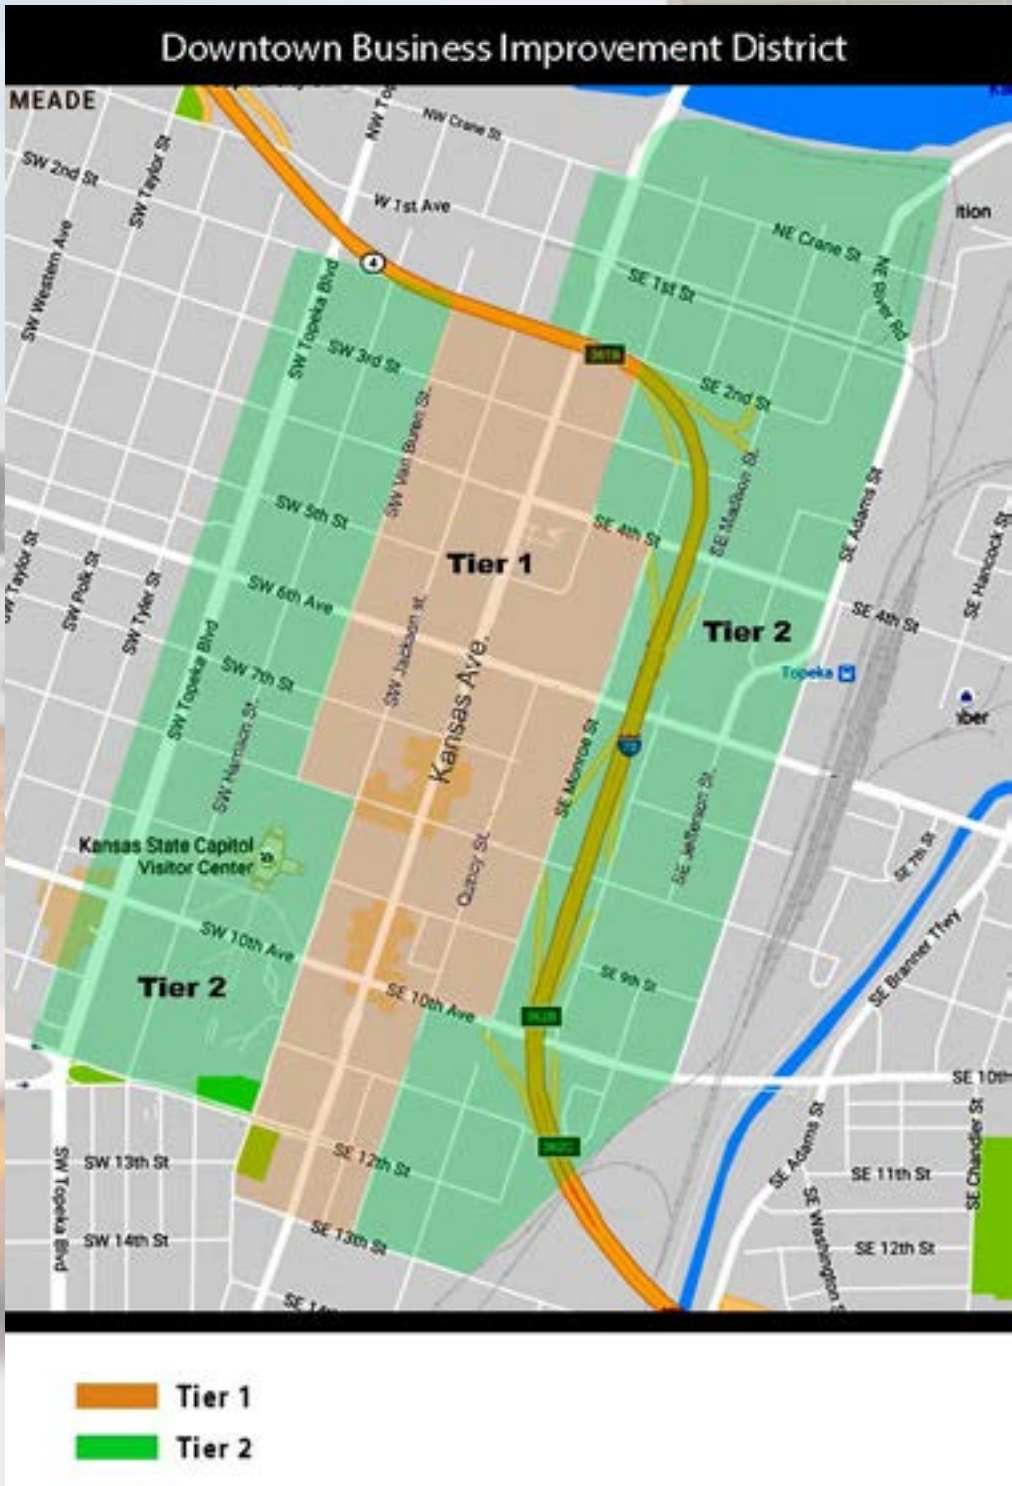 Downtown Business Improvement District
MEADE
NW Crane St
SW 2nd St
SW Taylor St
W 1st Ave
NE Crane St
ition
SE 1st St
NE River Rd
SW Western Ave
4
SW Topeka Blvd
SW 3rd St
SE 2nd St
SW Van Buren St.
SW 5th St
SE 4th St
SE Madison St.
SE Adams St
Tier 1
SE Hancock St
SW Taylor St
SW Polk St
SW Tyler St
SW 6th Ave
SW Jackson st.
Tier 2
SE 4th St
SW Topeka Blvd
SW 7th St
Kansas Ave.
Topeka
SW Harrison St.
SE Monroe St.
SE Jefferson St.
Kansas State Capitol
Visitor Center
Quincy St.
SE 7th St
SW 10th Ave
SE 9th St
SE Branner Tfwy
Tier 2
SE 10th Ave
SE 10th
SE Adams St
SE Chandler St
SW Topeka Blvd
SW 13th St
SE 12th St
SE 11th St
SE Washington S
SW 14th St
SE 13th St
SE 12th St
Tier 1
Tier 2